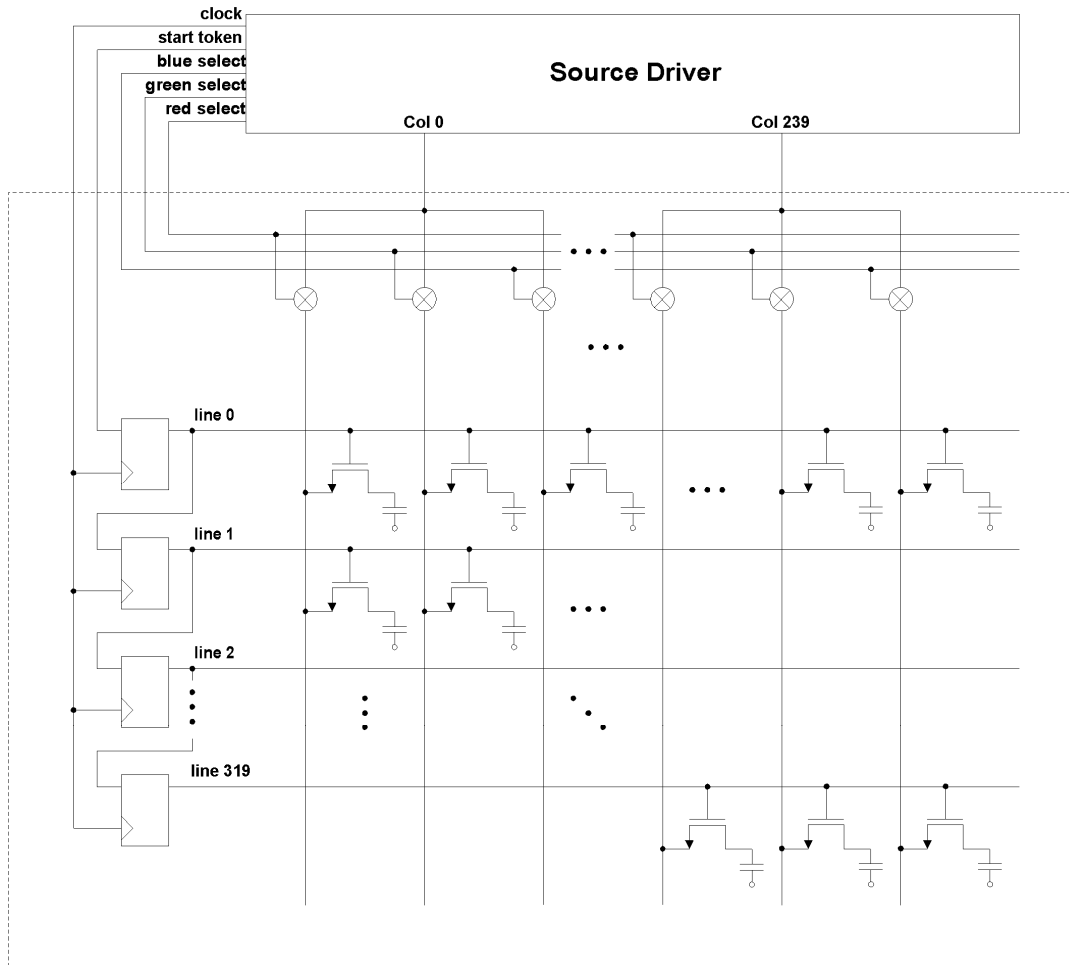 clock
start token
blue select
green select
red select
Source Driver
Col 0
Col 239
line 0
line 1
line 2
line 319